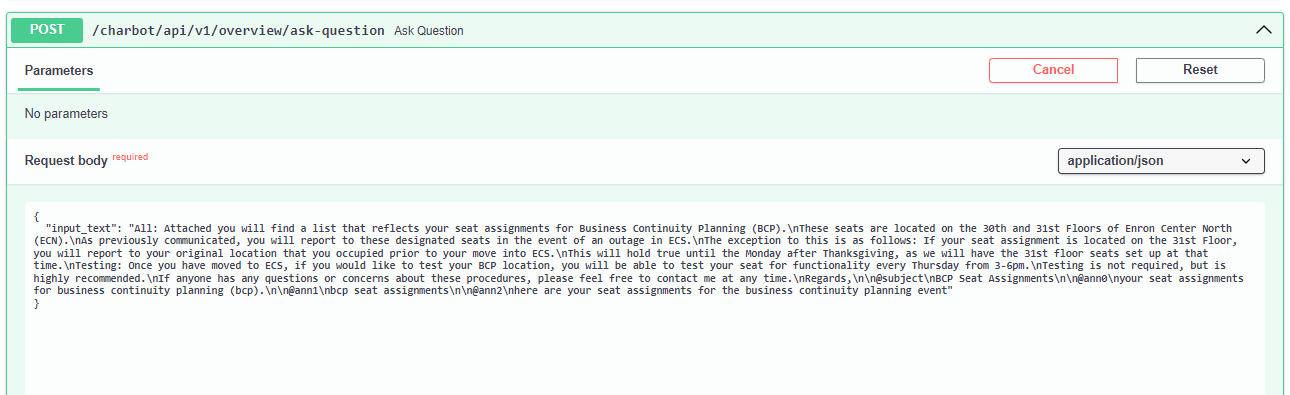 POST /charbot/api/v1/overview/ask-question Ask Question
Parameters
Cancel
Reset
No parameters
Request body required
application/json
{
"input_text": "All: Attached you will find a list that reflects your seat assignments for Business Continuity Planning (BCP).\nThese seats are located on the 30th and 31st Floors of Enron Center North
(ECN).\nAs previously communicated, you will report to these designated seats in the event of an outage in ECS.\nThe exception to this is as follows: If your seat assignment is located on the 31st Floor,
you will report to your original location that you occupied prior to your move into ECS.\nThis will hold true until the Monday after Thanksgiving, as we will have the 31st floor seats set up at that
time.\nTesting: Once you have moved to ECS, if you would like to test your BCP location, you will be able to test your seat for functionality every Thursday from 3-6pm.\nTesting is not required, but is
highly recommended.\nIf anyone has any questions or concerns about these procedures, please feel free to contact me at any time.\nRegards,\n\n@subject\nBCP Seat Assignments\n\n@ann0\nyour seat assignments
for business continuity planning (bcp).\n\n@ann1\nbcp seat assignments\n\n@ann2\nhere are your seat assignments for the business continuity planning event"
}